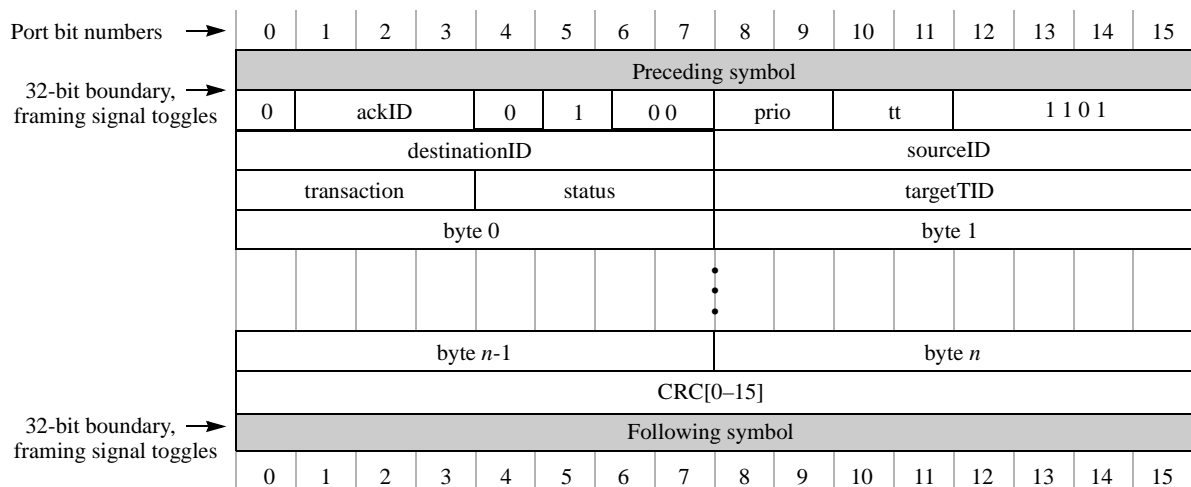 Port bit numbers 0 1 2 3 4 5 6 7 8 9 10 11 12 13 14 15
Preceding symbol
32-bit boundary,
framing signal toggles
0 ackID 0 1 0 0 prio tt 1 1 0 1
destinationID sourceID
transaction status targetTID
byte 0 byte 1
byte n-1 byte n
CRC[0–15]
32-bit boundary,
framing signal toggles
Following symbol
0 1 2 3 4 5 6 7 8 9 10 11 12 13 14 15